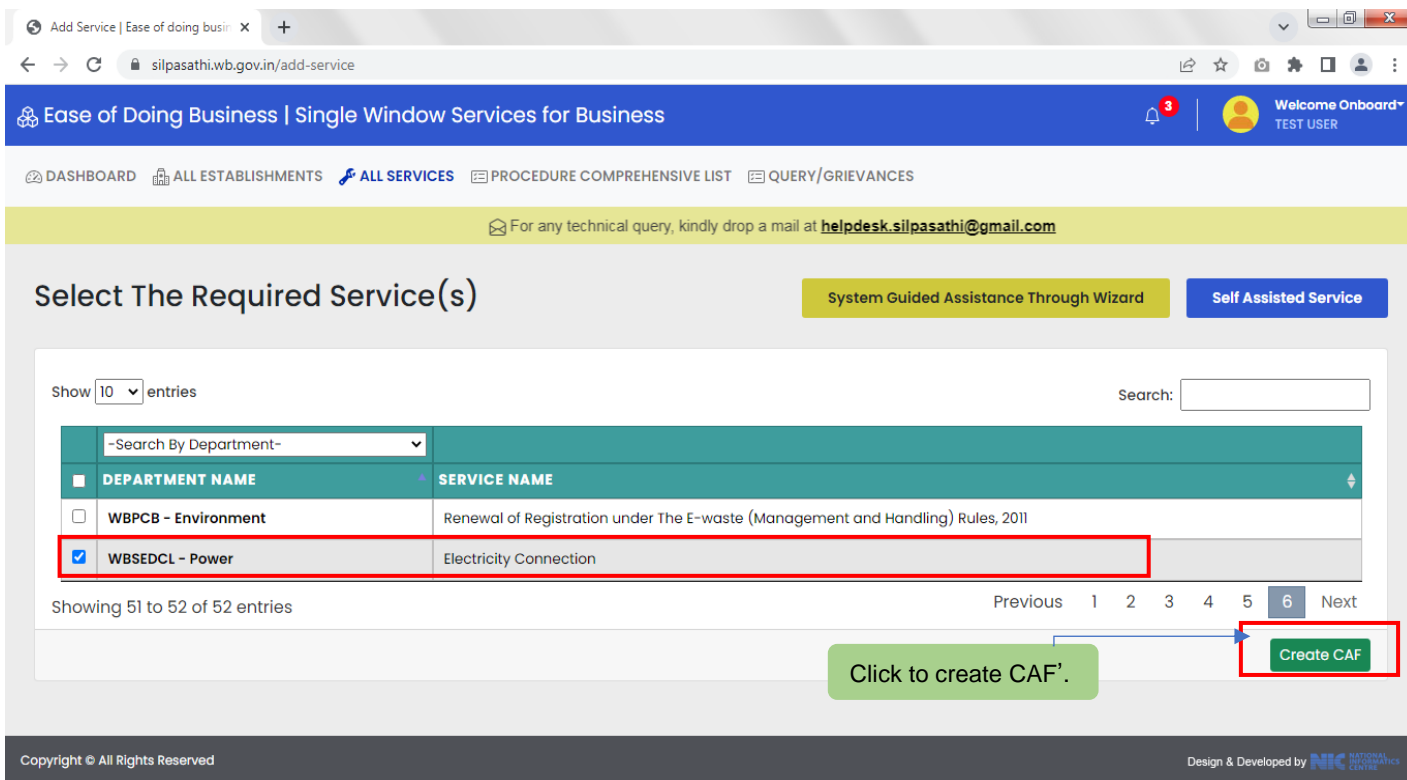 Add Service | Ease of doing busin
silpasathi.wb.gov.in/add-service
Ease of Doing Business | Single Window Services for Business
3
Welcome Onboard
TEST USER
DASHBOARD ALL ESTABLISHMENTS ALL SERVICES PROCEDURE COMPREHENSIVE LIST QUERY/GRIEVANCES
For any technical query, kindly drop a mail at helpdesk.silpasathi@gmail.com
Select The Required Service(s)
System Guided Assistance Through Wizard
Self Assisted Service
Show 10 entries
Search:
-Search By Department-
DEPARTMENT NAME SERVICE NAME
WBPCB - Environment Renewal of Registration under The E-waste (Management and Handling) Rules, 2011
WBSEDCL - Power Electricity Connection
Showing 51 to 52 of 52 entries
Previous 1 2 3 4 5 6 Next
Create CAF
Click to create CAF’.
Copyright © All Rights Reserved
Design & Developed by NIC NATIONAL INFORMATICS CENTRE